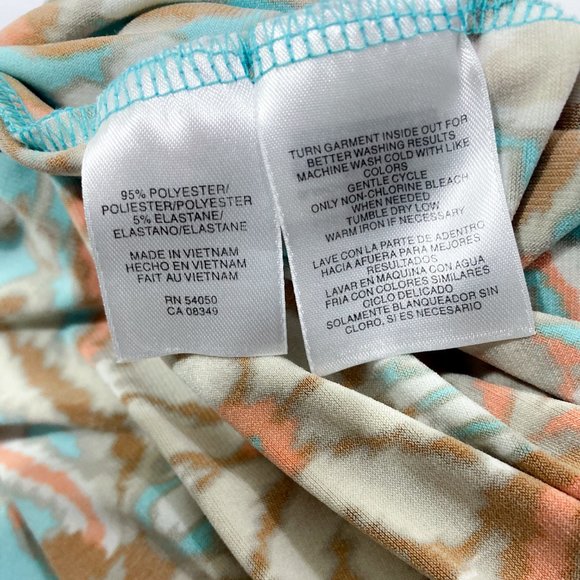 95% POLYESTER/
POLIESTER/POLYESTER
5% ELASTANE/
ELASTANO/ELASTANE
MADE IN VIETNAM
HECHO EN VIETNAM
FAIT AU VIETNAM
RN 54050
CA 08349
TURN GARMENT INSIDE OUT FOR
BETTER WASHING RESULTS
MACHINE WASH COLD WITH LIKE
COLORS
GENTLE CYCLE
ONLY NON-CHLORINE BLEACH
WHEN NEEDED
TUMBLE DRY LOW
WARM IRON IF NECESSARY
LAVE CON LA PARTE DE ADENTRO
HACIA AFUERA PARA MEJORES
RESULTADOS
LAVAR EN MAQUINA CON AGUA
FRIA CON COLORES SIMILARES
CICLO DELICADO
SOLAMENTE BLANQUEADOR SIN
CLORO, SI ES NECESARIO